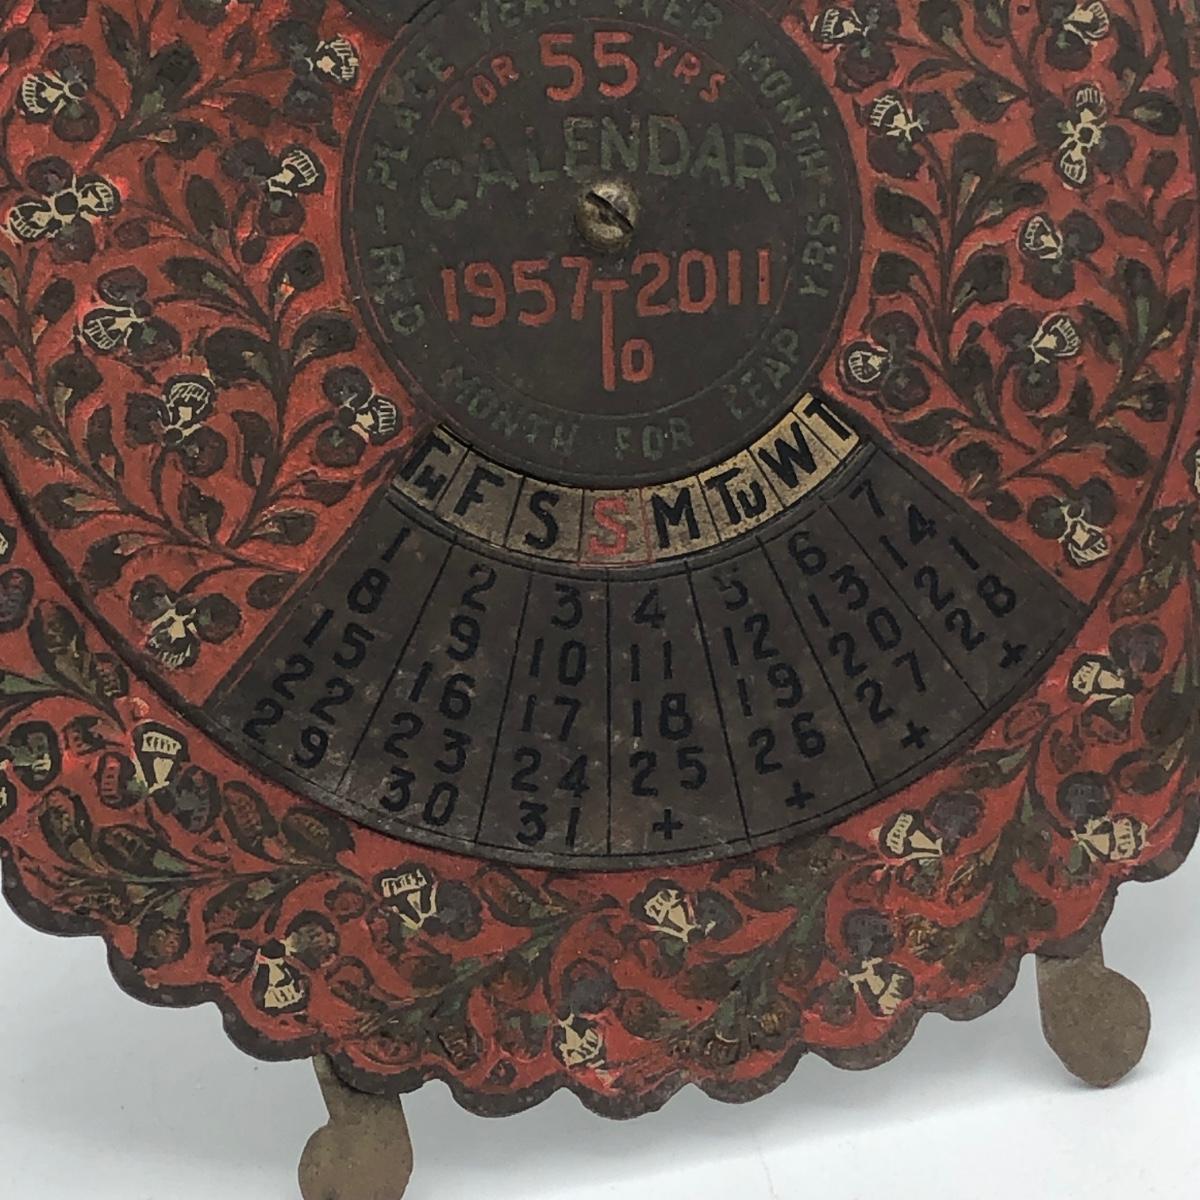 PLACE YEAR OVER MONTH - YRS -
FOR 55 YRS
CALENDAR
1957 To 2011
RED - MONTH FOR LEAP
Th F S S M Tu W T
1 2 3 4 5 6 7
8 9 10 11 12 13 14
15 16 17 18 19 20 21
22 23 24 25 26 27 28
29 30 31 + + + +